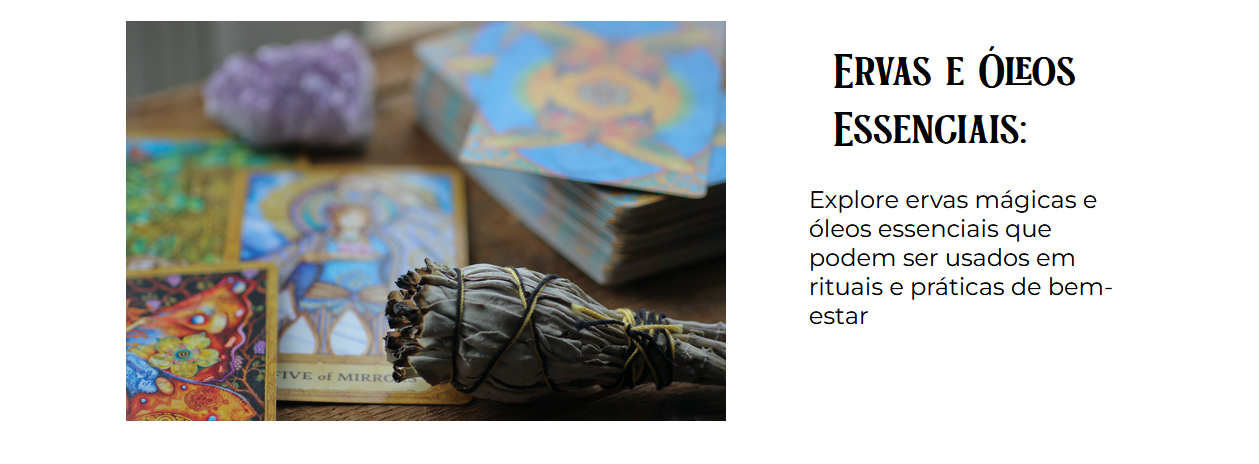 Ervas e Óleos
Essenciais:
Explore ervas mágicas e
óleos essenciais que
podem ser usados em
rituais e práticas de bem-
estar
FIVE of MIRRO